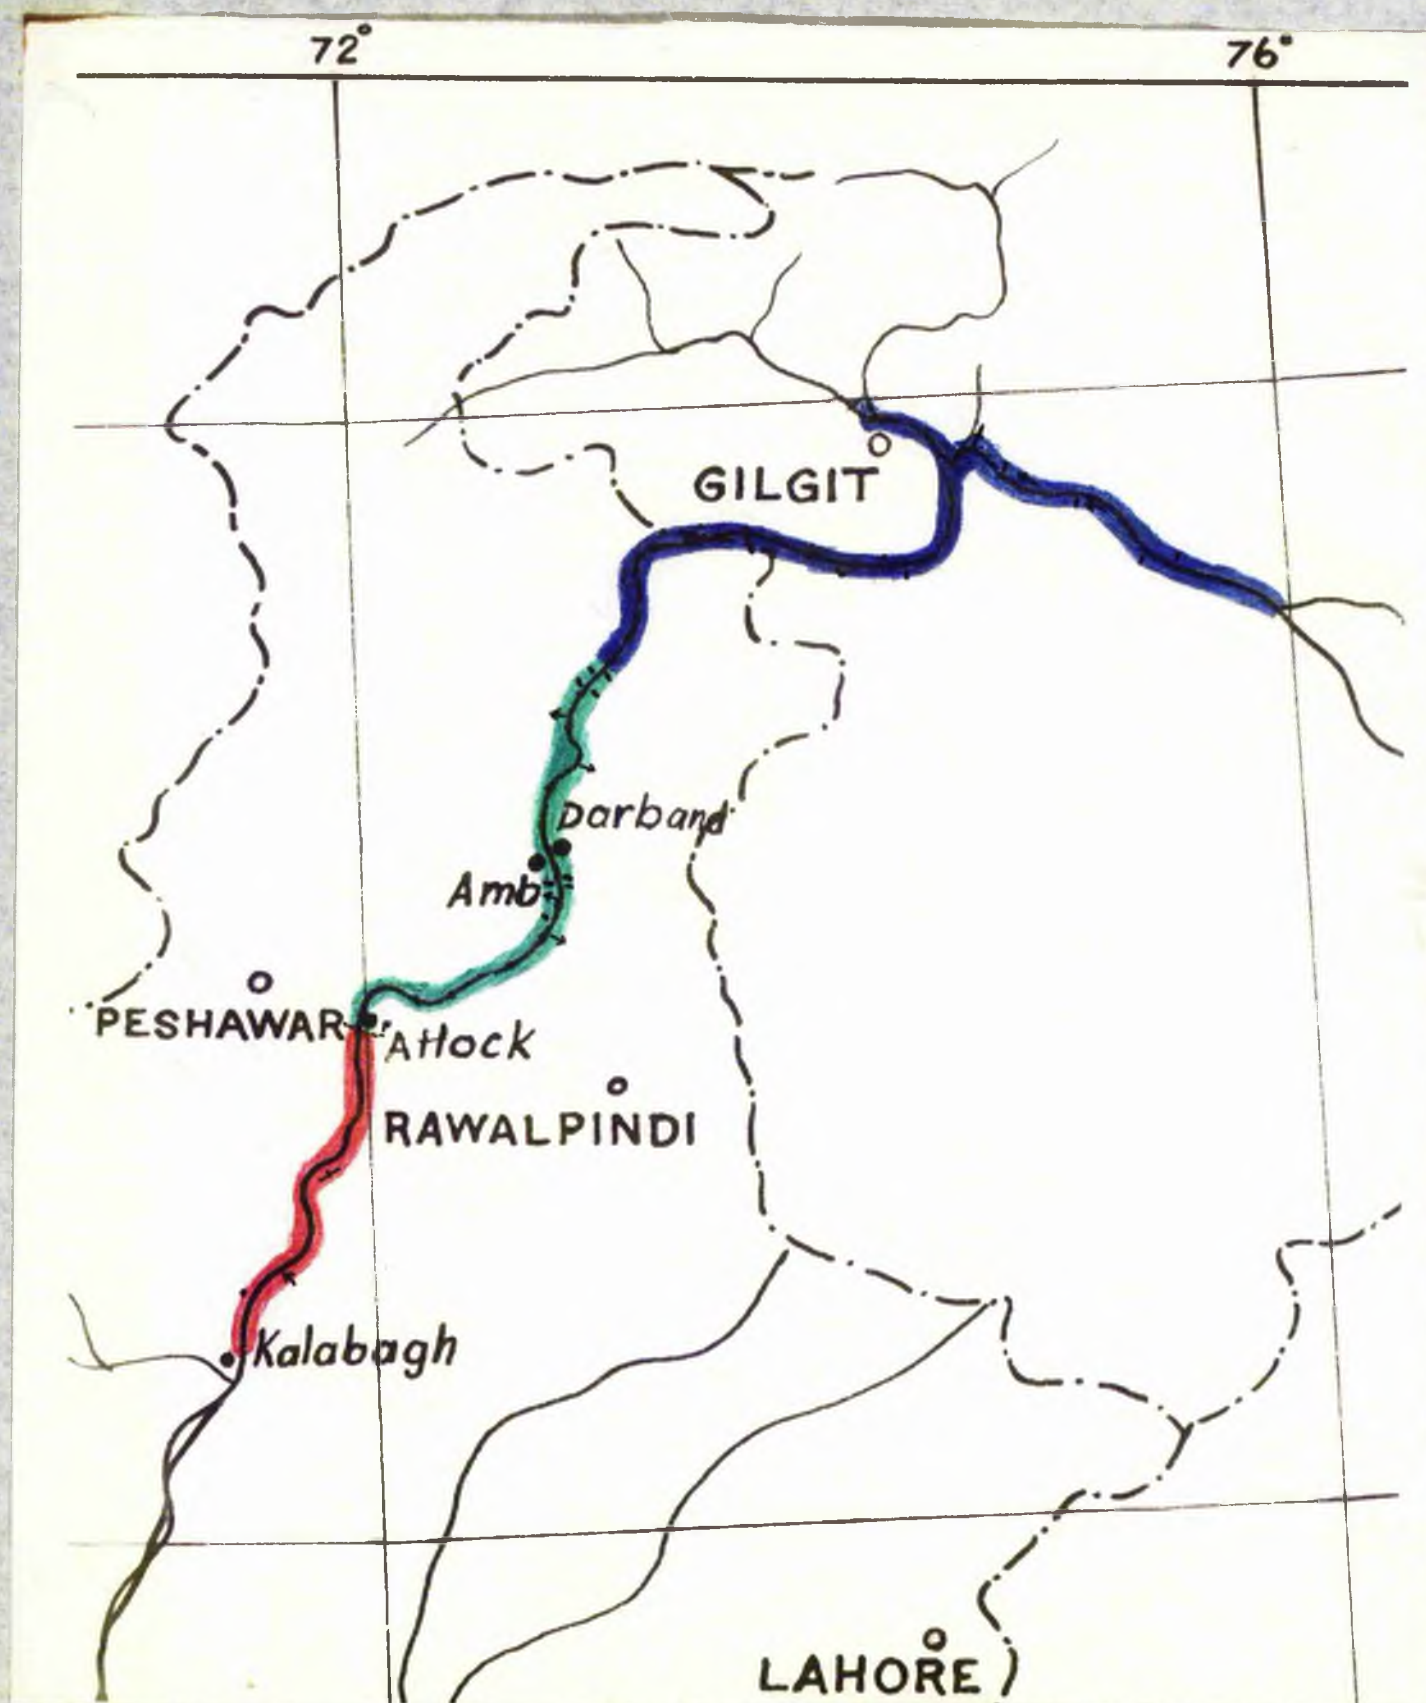 72°
76°
GILGIT
Darband
Amb
PESHAWAR
Attock
RAWALPINDI
Kalabagh
LAHORE